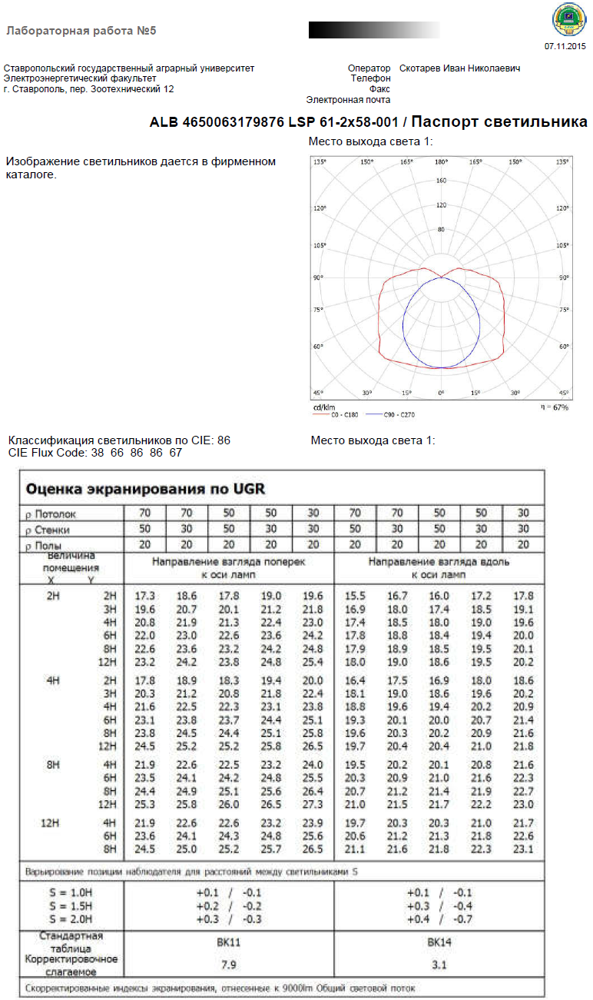 Лабораторная работа №5
07.11.2015
Ставропольский государственный аграрный университет
Электроэнергетический факультет
г. Ставрополь, пер. Зоотехнический 12
Оператор Скотарев Иван Николаевич
Телефон
Факс
Электронная почта
ALB 4650063179876 LSP 61-2x58-001 / Паспорт светильника
Место выхода света 1:
Изображение светильников дается в фирменном
каталоге.
135° 150° 165° 180° 165° 150° 135°
160
120° 120 120°
80
105° 105°
90° 90°
75° 75°
60° 60°
45° 30° 15° 0° 15° 30° 45°
cd/klm η = 67%
C0 - C180 C90 - C270
Классификация светильников по CIE: 86
CIE Flux Code: 38 66 86 86 67
Место выхода света 1:
Оценка экранирования по UGR
ρ Потолок 70 70 50 50 30 70 70 50 50 30
ρ Стенки 50 30 50 30 30 50 30 50 30 30
ρ Полы 20 20 20 20 20 20 20 20 20 20
Величина
помещения
X Y
Направление взгляда поперек
к оси ламп
Направление взгляда вдоль
к оси ламп
2H 2H 17.3 18.6 17.8 19.0 19.6 15.5 16.7 16.0 17.2 17.8
3H 19.6 20.7 20.1 21.2 21.8 16.9 18.0 17.4 18.5 19.1
4H 20.8 21.9 21.3 22.4 23.0 17.4 18.5 18.0 19.0 19.6
6H 22.0 23.0 22.6 23.6 24.2 17.8 18.8 18.4 19.4 20.0
8H 22.6 23.6 23.2 24.2 24.8 17.9 18.9 18.5 19.5 20.1
12H 23.2 24.2 23.8 24.8 25.4 18.0 19.0 18.6 19.5 20.2
4H 2H 17.8 18.9 18.3 19.4 20.0 16.4 17.5 16.9 18.0 18.6
3H 20.3 21.2 20.8 21.8 22.4 18.1 19.0 18.6 19.6 20.2
4H 21.6 22.5 22.3 23.1 23.8 18.8 19.6 19.4 20.2 20.9
6H 23.1 23.8 23.7 24.4 25.1 19.3 20.1 20.0 20.7 21.4
8H 23.8 24.5 24.4 25.1 25.8 19.6 20.3 20.2 20.9 21.6
12H 24.5 25.2 25.2 25.8 26.5 19.7 20.4 20.4 21.0 21.8
8H 4H 21.9 22.6 22.5 23.2 24.0 19.5 20.2 20.1 20.8 21.6
6H 23.5 24.1 24.2 24.8 25.5 20.3 20.9 21.0 21.6 22.3
8H 24.4 24.9 25.1 25.6 26.4 20.7 21.2 21.4 21.9 22.7
12H 25.3 25.8 26.0 26.5 27.3 21.0 21.5 21.7 22.2 23.0
12H 4H 21.9 22.6 22.6 23.2 23.9 19.7 20.3 20.3 21.0 21.7
6H 23.6 24.1 24.3 24.8 25.6 20.6 21.2 21.3 21.8 22.6
8H 24.5 25.0 25.2 25.7 26.5 21.1 21.6 21.8 22.3 23.1
Варьирование позиции наблюдателя для расстояний между светильниками S
S = 1.0H +0.1 / -0.1 +0.1 / -0.1
S = 1.5H +0.2 / -0.2 +0.3 / -0.4
S = 2.0H +0.3 / -0.3 +0.4 / -0.7
Стандартная
таблица
BK11 BK14
Корректировочное
слагаемое
7.9 3.1
Скорректированные индексы экранирования, отнесенные к 9000lm Общий световой поток